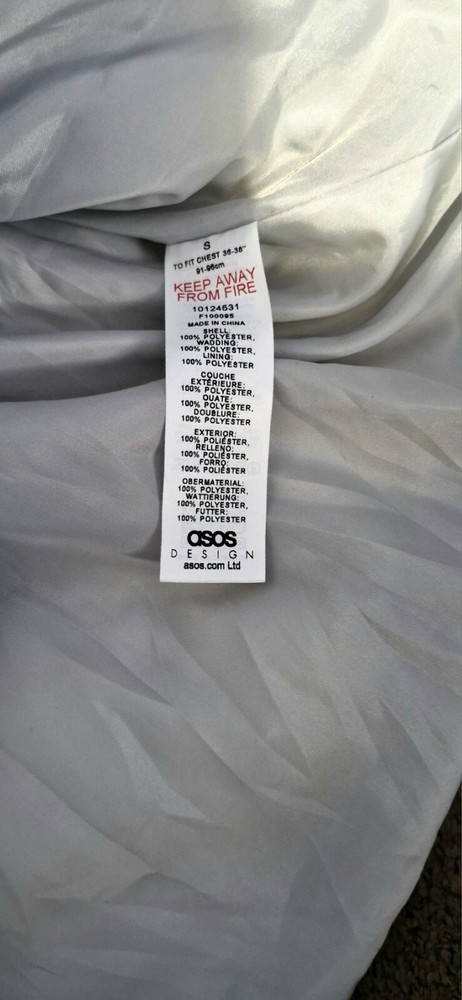 S
TO FIT CHEST 36-38"
91-96cm
KEEP AWAY
FROM FIRE
10124531
F100095
MADE IN CHINA
SHELL:
100% POLYESTER,
WADDING:
100% POLYESTER,
LINING:
100% POLYESTER
COUCHE
EXTÉRIEURE:
100% POLYESTER,
OUATE:
100% POLYESTER,
DOUBLURE:
100% POLYESTER
EXTERIOR:
100% POLIÉSTER,
RELLENO:
100% POLIÉSTER,
FORRO:
100% POLIÉSTER
OBERMATERIAL:
100% POLYESTER,
WATTIERUNG:
100% POLYESTER,
FUTTER:
100% POLYESTER
asos
DESIGN
asos.com Ltd